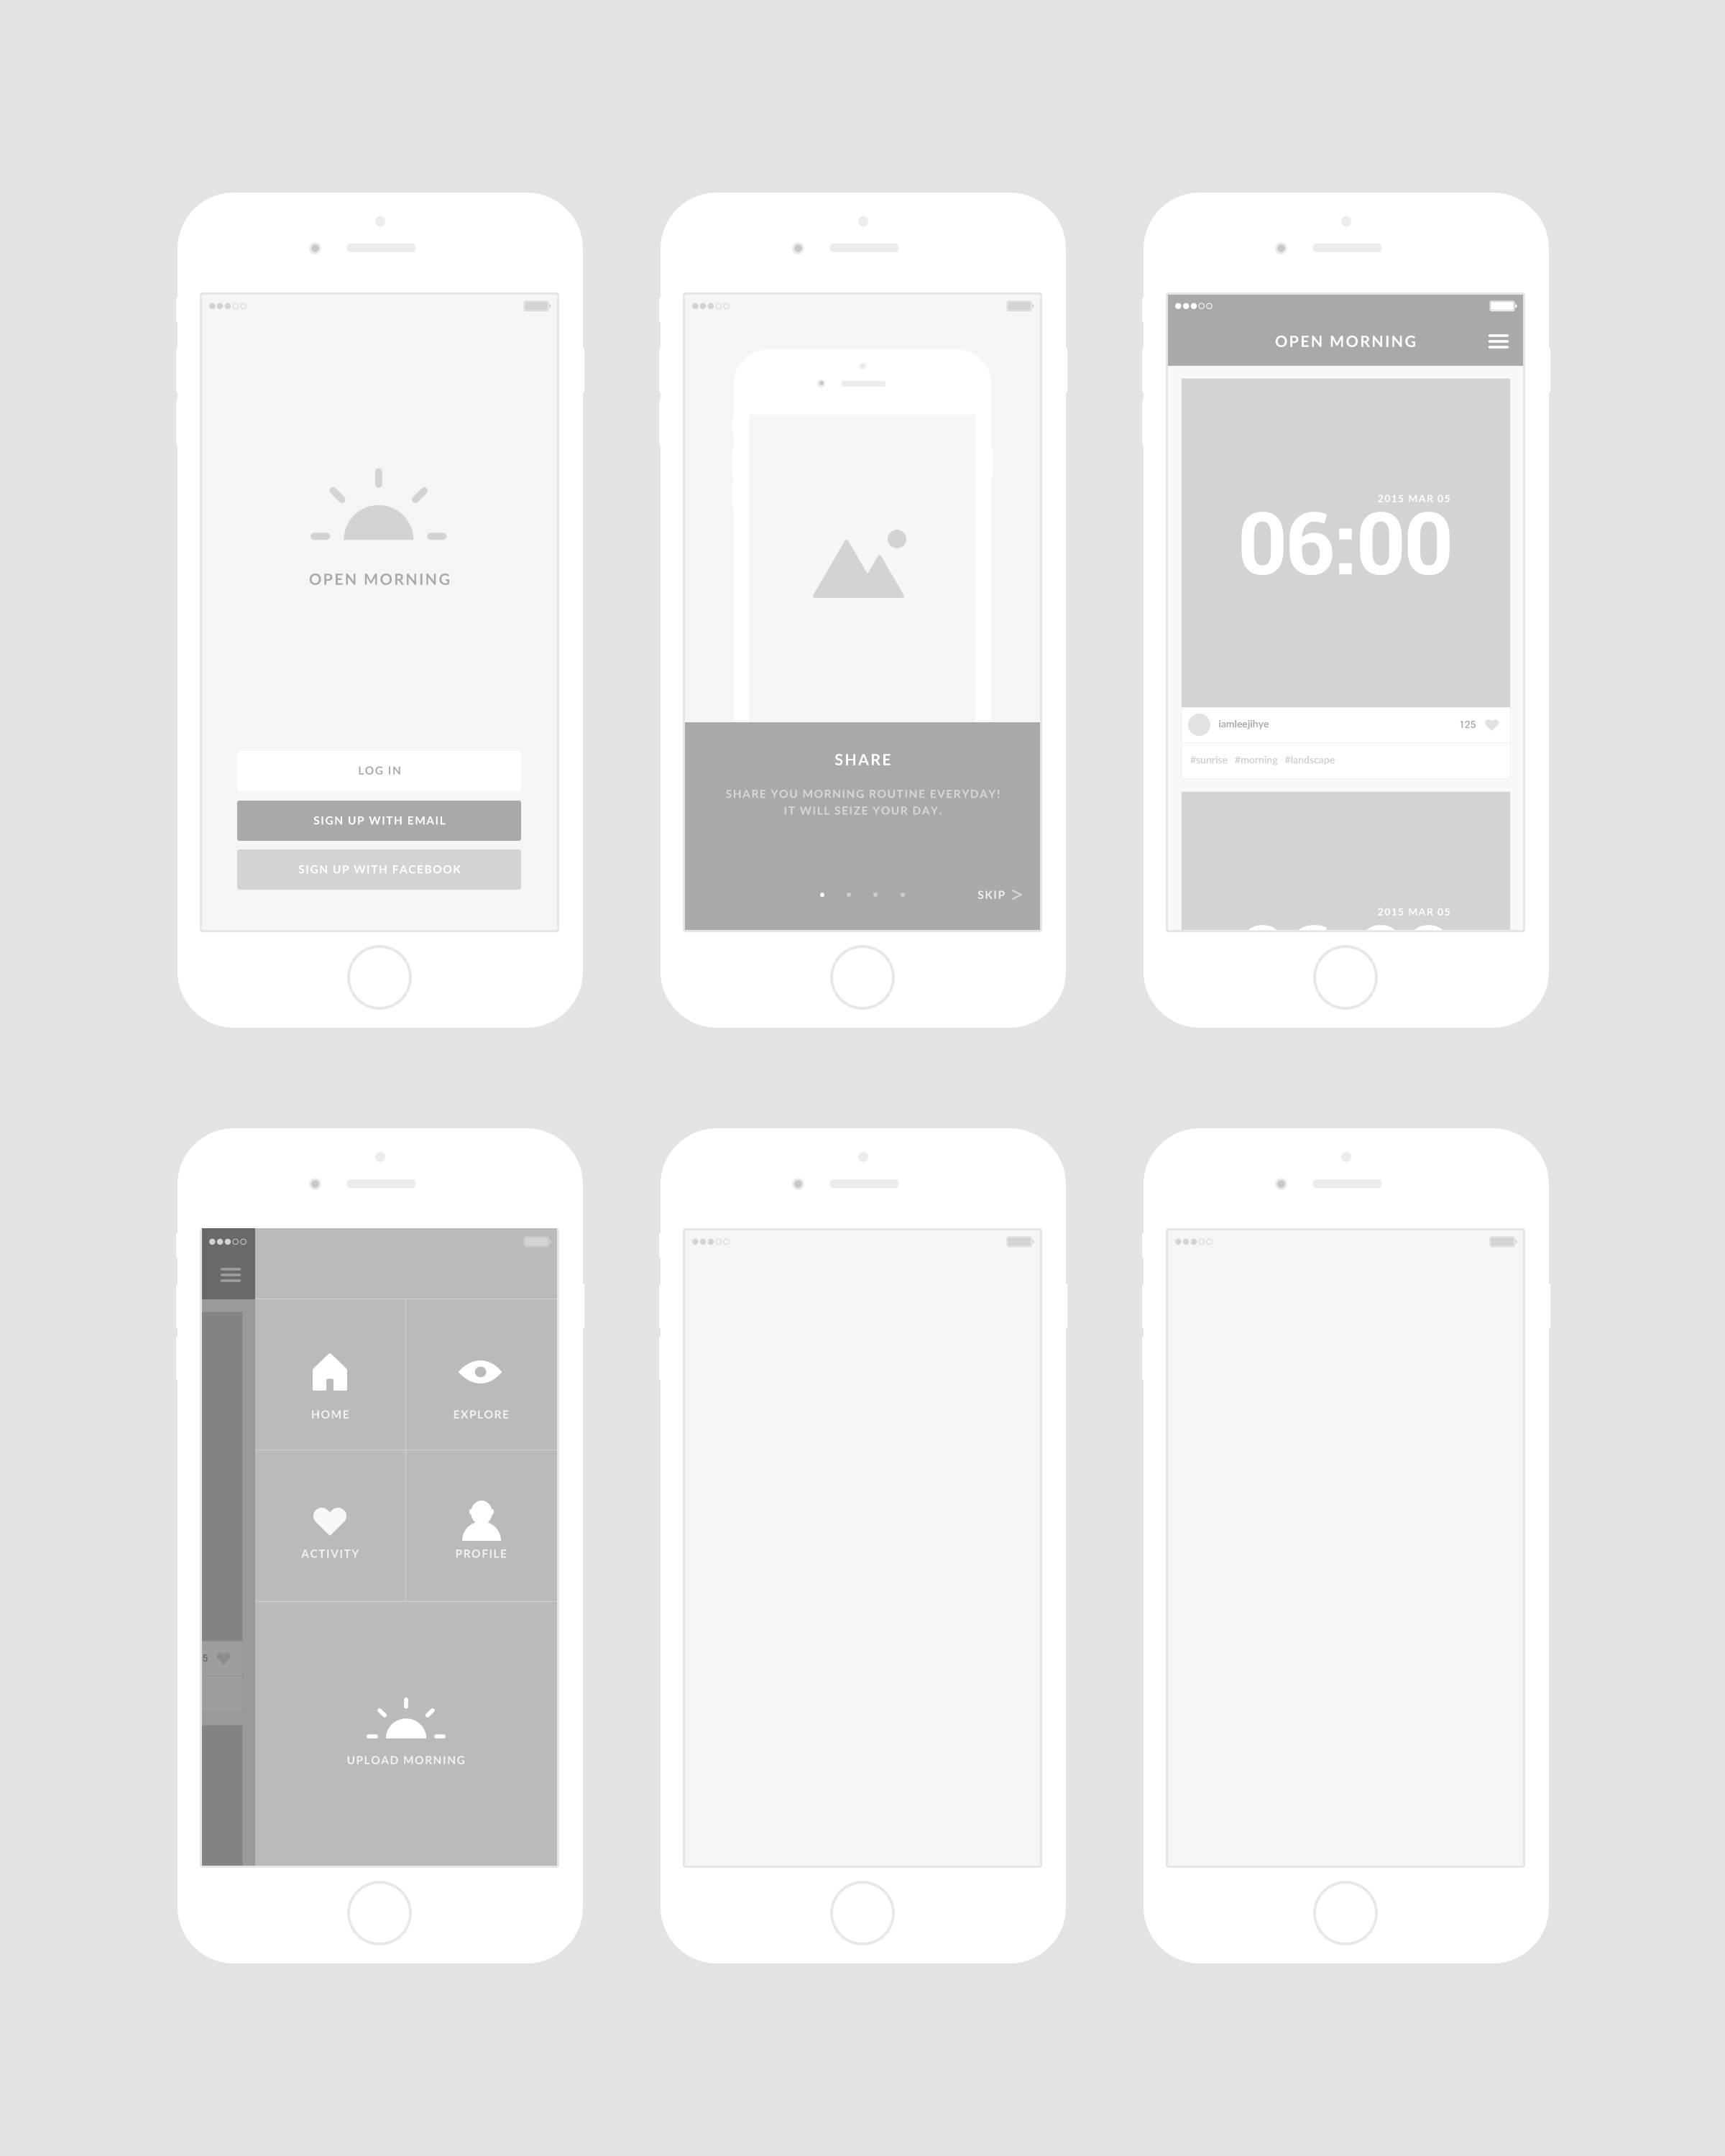 OPEN MORNING
LOG IN
SIGN UP WITH EMAIL
SIGN UP WITH FACEBOOK
SHARE
SHARE YOU MORNING ROUTINE EVERYDAY!
IT WILL SEIZE YOUR DAY.
SKIP >
OPEN MORNING
2015 MAR 05
06:00
iamleejihye 125
#sunrise #morning #landscape
2015 MAR 05
HOME EXPLORE
ACTIVITY PROFILE
5
UPLOAD MORNING